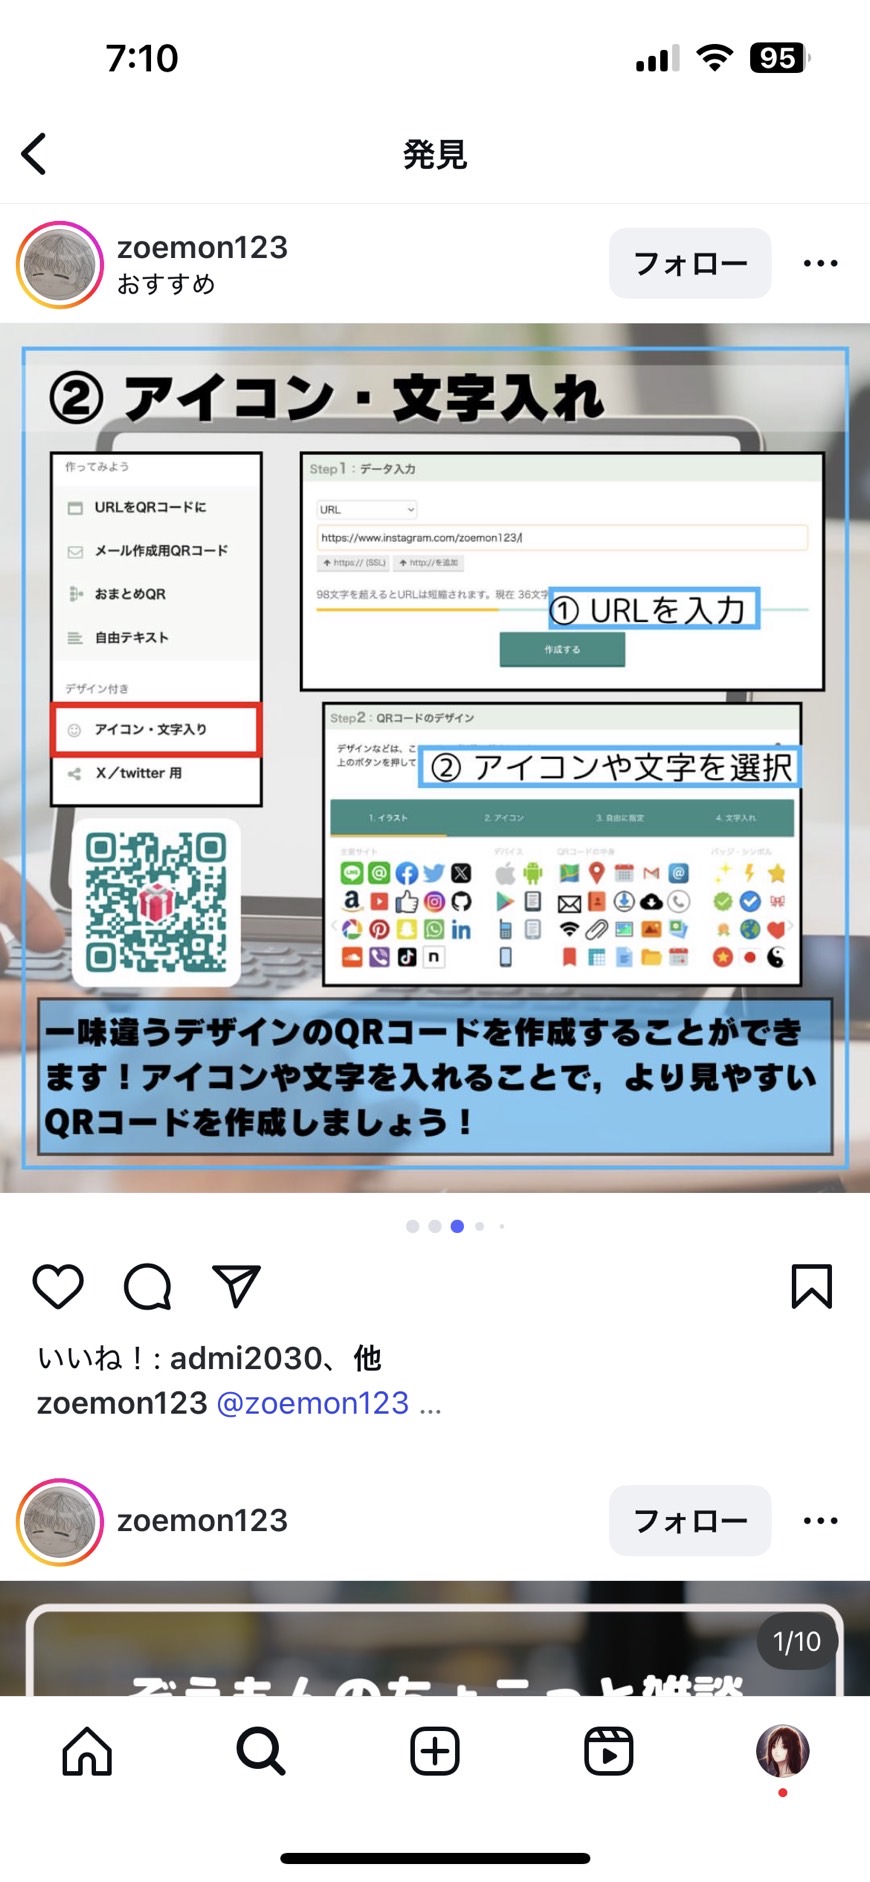 7:10
95
発見
zoemon123
おすすめ
フォロー
② アイコン・文字入れ
作ってみよう
URLをQRコードに
メール作成用QRコード
おまとめQR
自由テキスト
デザイン付き
アイコン・文字入り
X／twitter 用
Step1：データ入力
URL
https://www.instagram.com/zoemon123/
https:// (SSL)
http://を追加
98文字を超えるとURLは短縮されます。現在 36文字
① URLを入力
作成する
Step2：QRコードのデザイン
デザインなどは、こ
上のボタンを押して
② アイコンや文字を選択
1. イラスト
2. アイコン
3. 自由に指定
4. 文字入れ
主要サイト
デバイス
QRコードの中身
バッジ・シンボル
一味違うデザインのQRコードを作成することができ
ます！アイコンや文字を入れることで，より見やすい
QRコードを作成しましょう！
いいね！: admi2030、他
zoemon123 @zoemon123 ...
zoemon123
フォロー
1/10
ぞえもんのちょこっと雑談